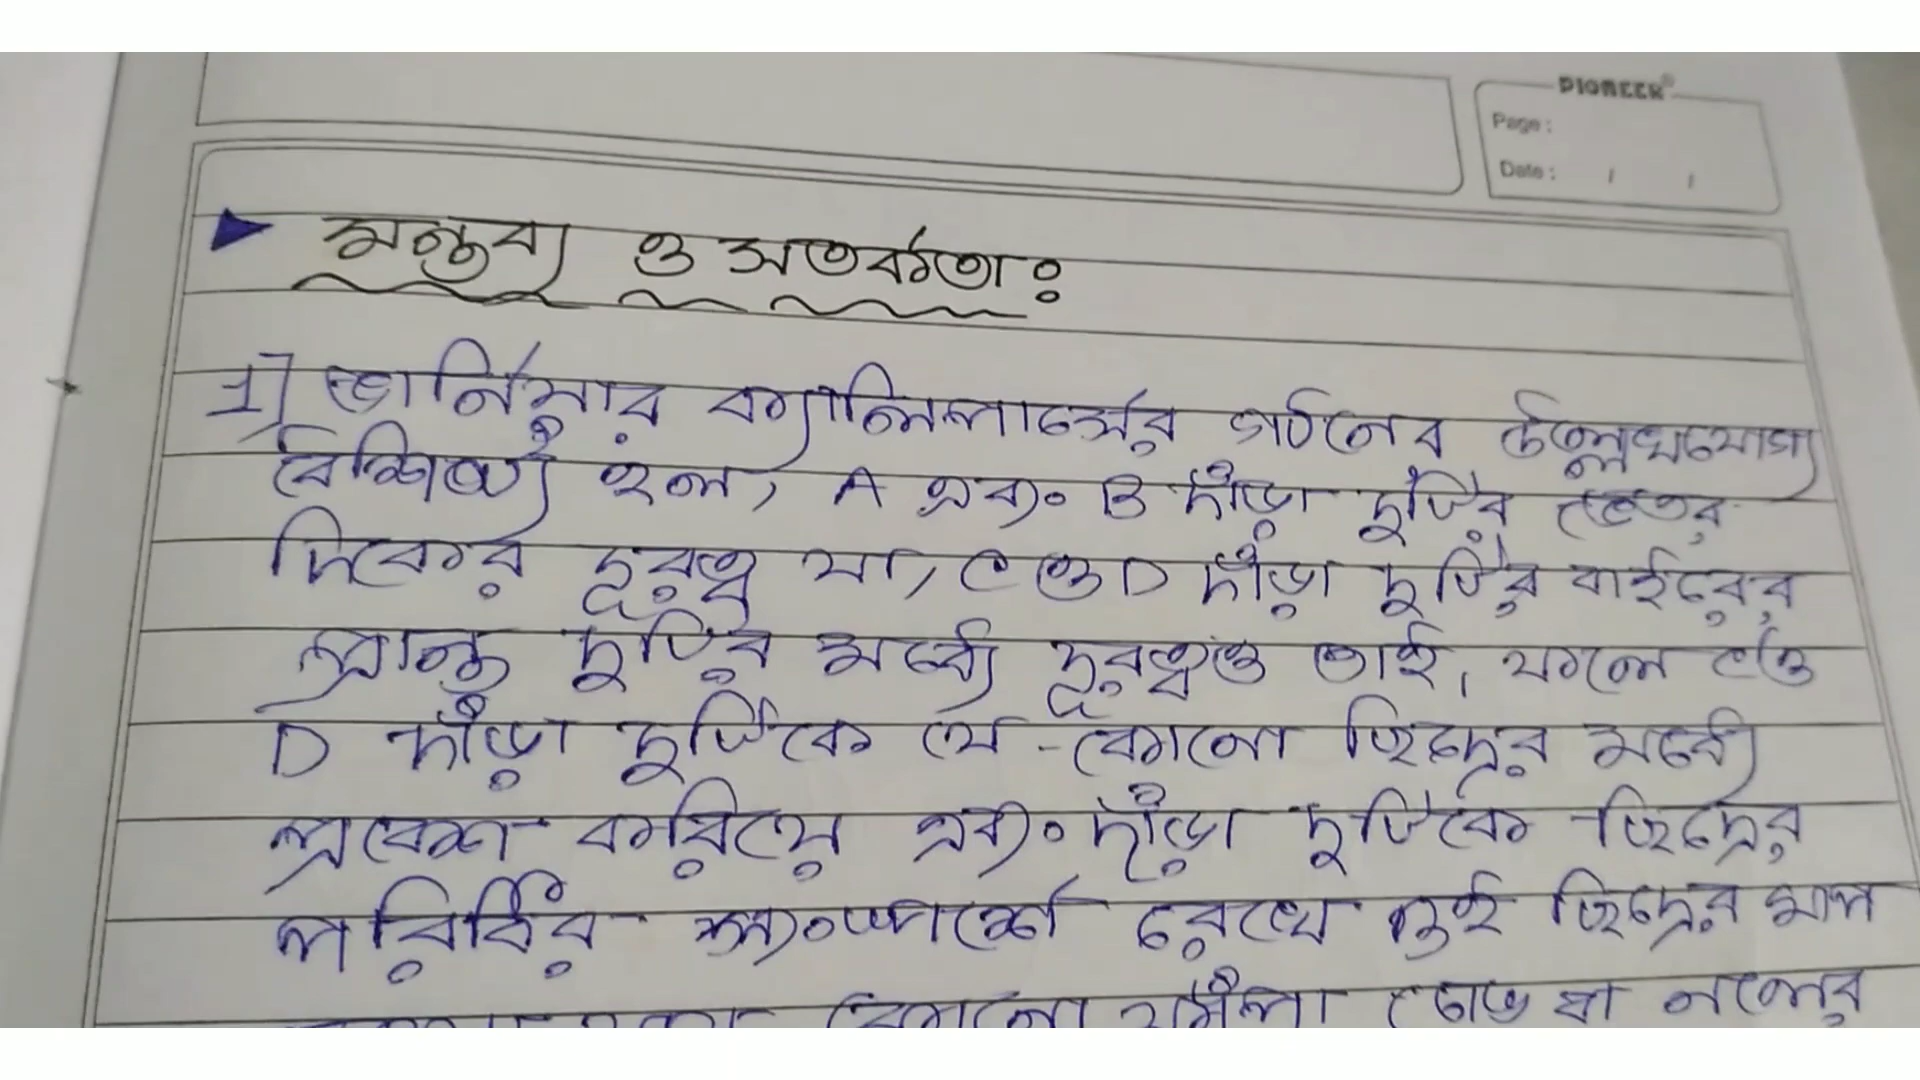 PIONEER
Page :
Date : / /
মন্তব্য ও সতর্কতা ঃ
1] ভার্নিয়ার ক্যালিপার্সের গঠনের উল্লেখযোগ্য
বৈশিষ্ট্য হল, A এবং B দাঁড়া দুটির ভেতর
দিকের দূরত্ব যা, C ও D দাঁড়া দুটির বাইরের
প্রান্ত দুটির মধ্যে দূরত্বও তাই, ফলে C ও
D দাঁড়া দুটিকে যে-কোনো ছিদ্রের মধ্যে
প্রবেশ করিয়ে এবং দাঁড়া দুটিকে ছিদ্রের
পরিধির সংস্পর্শে রেখে ওই ছিদ্রের মাপ
কোনো ফাঁপা চোঙ বা নলের